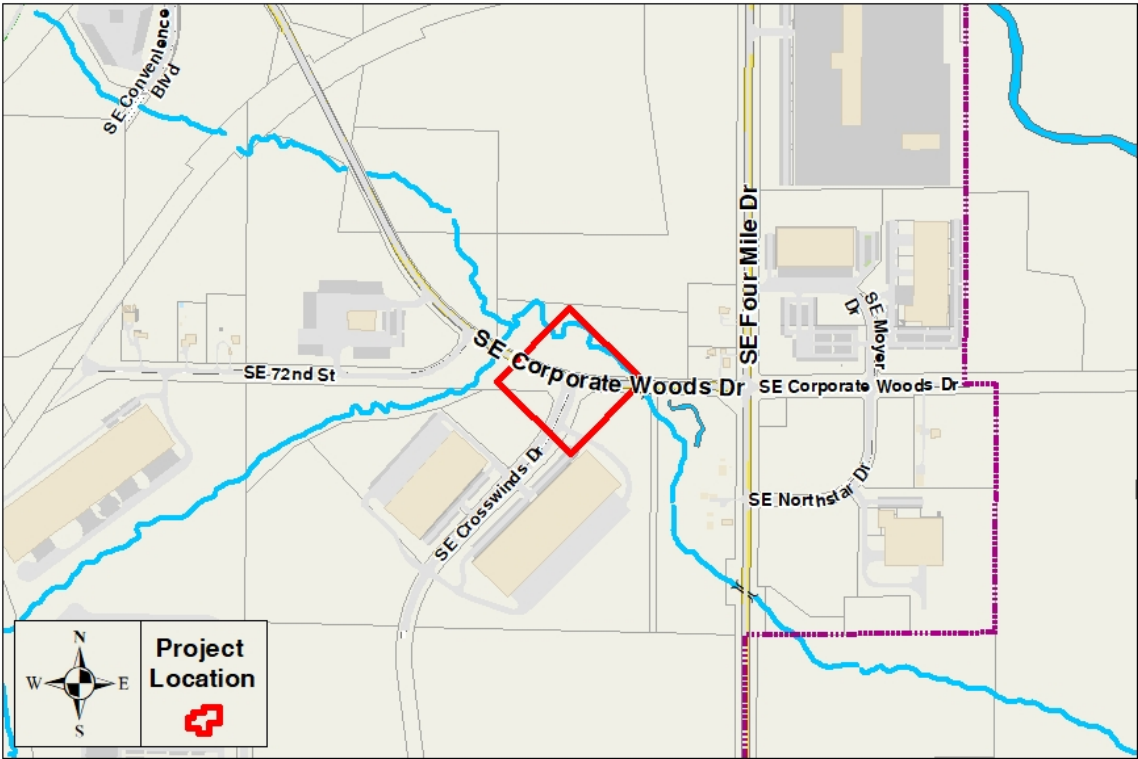 SE Convenience
Blvd
SE Four Mile Dr
SE Moyer
Dr
SE Corporate Woods Dr
SE 72nd St
SE Corporate Woods Dr
SE Crosswinds Dr
SE Northstar Dr
N
W E
S
Project
Location